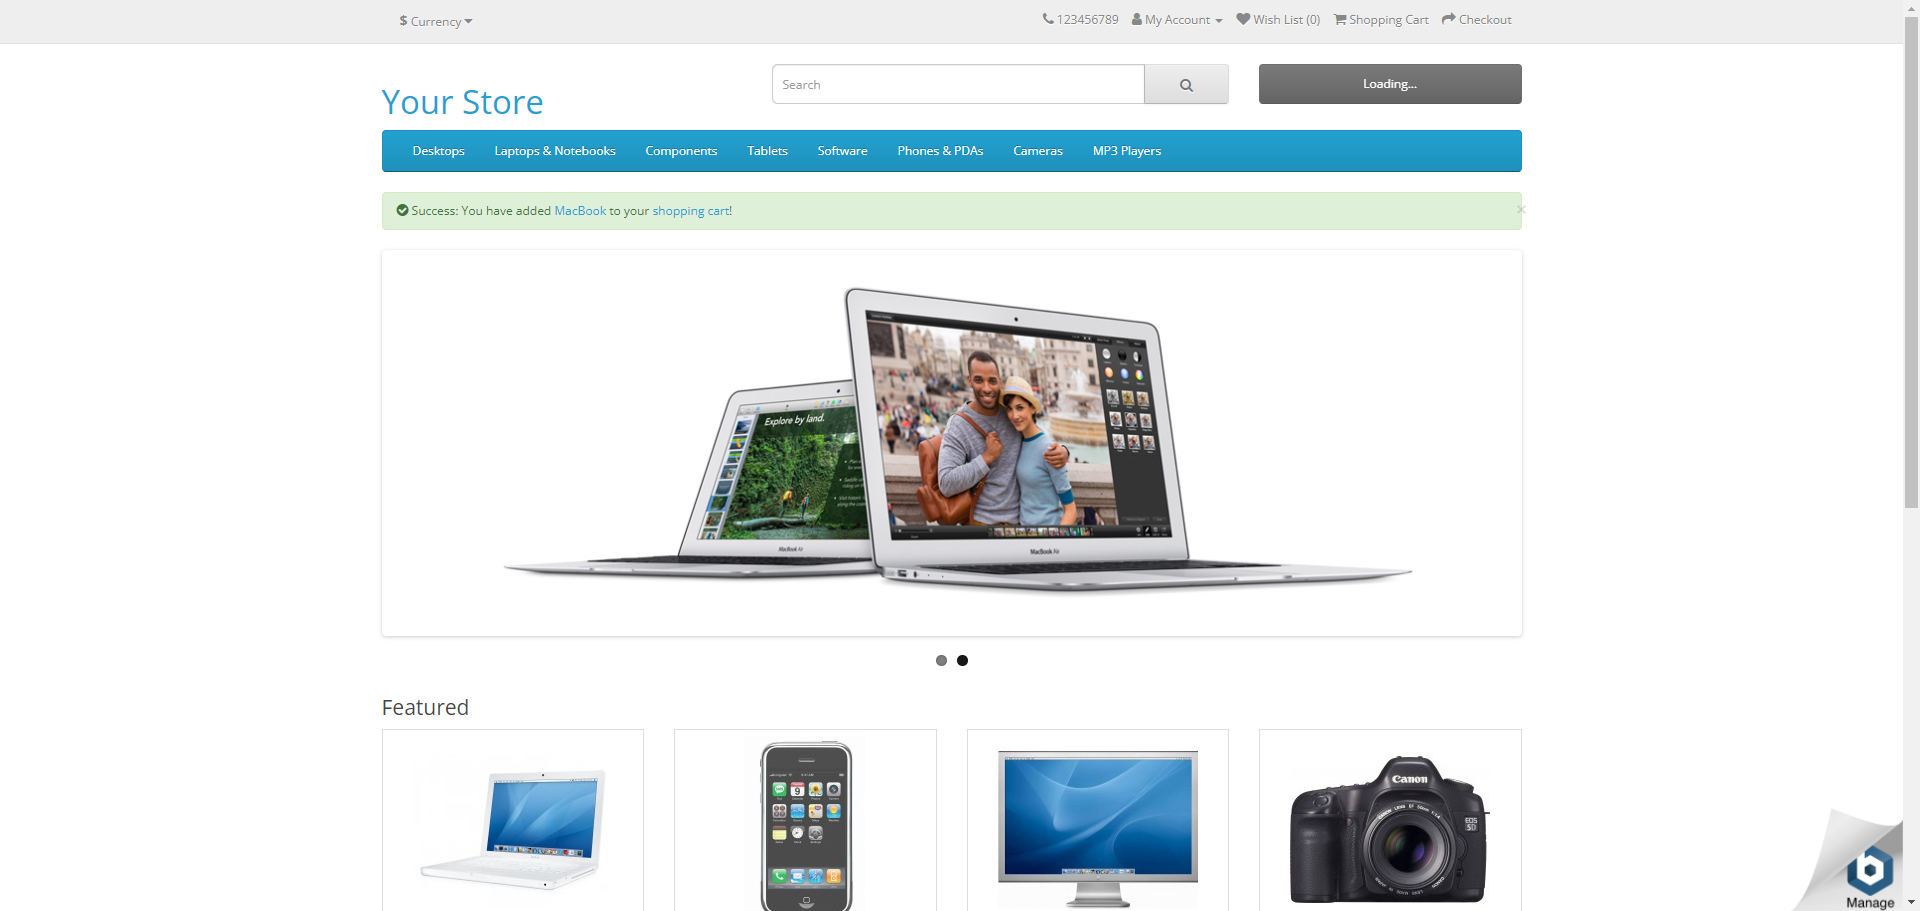 $ Currency
123456789 My Account Wish List (0) Shopping Cart Checkout
Your Store
Search
Loading...
Desktops Laptops & Notebooks Components Tablets Software Phones & PDAs Cameras MP3 Players
Success: You have added MacBook to your shopping cart!
×
Explore by land.
MacBook Air
MacBook Air
Featured
9
Canon
EOS
5D
b
Manage